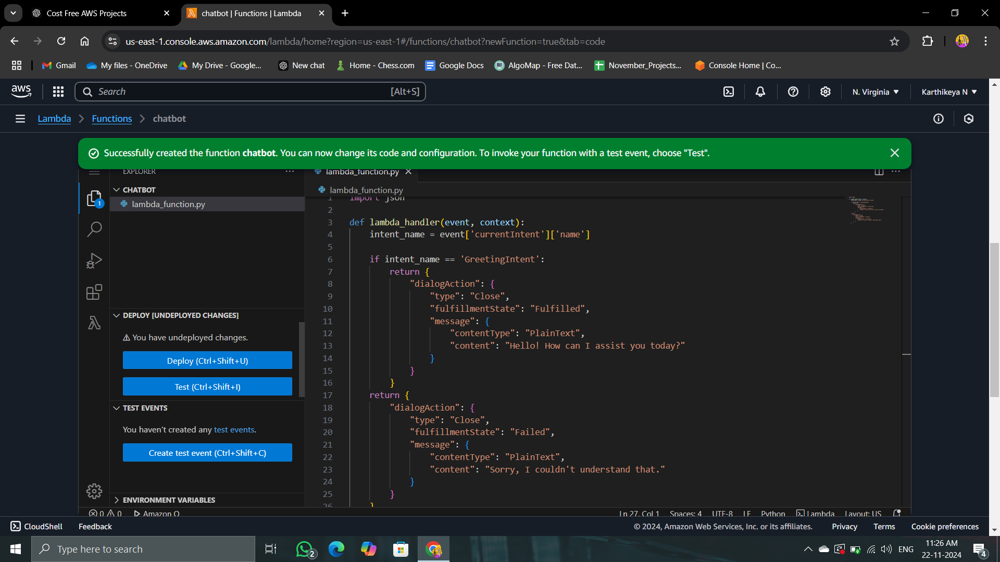 Cost Free AWS Projects
chatbot | Functions | Lambda
us-east-1.console.aws.amazon.com/lambda/home?region=us-east-1#/functions/chatbot?newFunction=true&tab=code
Gmail
My files - OneDrive
My Drive - Google...
New chat
Home - Chess.com
Google Docs
AlgoMap - Free Dat...
November_Projects...
Console Home | Co...
aws
Search
[Alt+S]
N. Virginia
Karthikeya N
Lambda
Functions
chatbot
Successfully created the function chatbot. You can now change its code and configuration. To invoke your function with a test event, choose "Test".
EXPLORER
CHATBOT
lambda_function.py
1
DEPLOY [UNDEPLOYED CHANGES]
You have undeployed changes.
Deploy (Ctrl+Shift+U)
Test (Ctrl+Shift+I)
TEST EVENTS
You haven't created any test events.
Create test event (Ctrl+Shift+C)
ENVIRONMENT VARIABLES
lambda_function.py
lambda_function.py
1 import json
2
3 def lambda_handler(event, context):
4 intent_name = event['currentIntent']['name']
5
6 if intent_name == 'GreetingIntent':
7 return {
8 "dialogAction": {
9 "type": "Close",
10 "fulfillmentState": "Fulfilled",
11 "message": {
12 "contentType": "PlainText",
13 "content": "Hello! How can I assist you today?"
14 }
15 }
16 }
17 return {
18 "dialogAction": {
19 "type": "Close",
20 "fulfillmentState": "Failed",
21 "message": {
22 "contentType": "PlainText",
23 "content": "Sorry, I couldn't understand that."
24 }
25 }
26 }
0 0 Amazon Q
Ln 27, Col 1 Spaces: 4 UTF-8 LF Python Lambda Layout: US
CloudShell
Feedback
© 2024, Amazon Web Services, Inc. or its affiliates.
Privacy
Terms
Cookie preferences
Type here to search
2
ENG
11:26 AM
22-11-2024
4